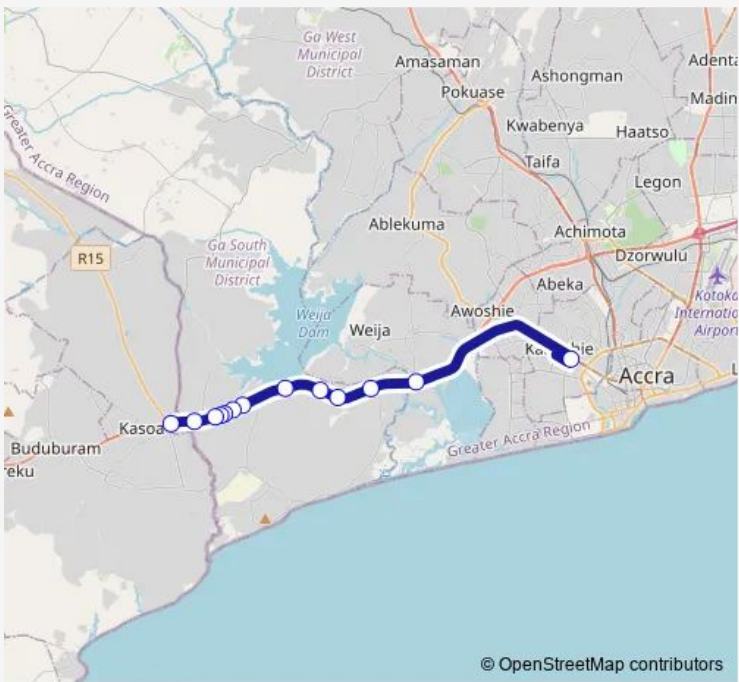 Ga West
Municipal
District
Amasaman
Pokuase
Ashongman
Adenta
Madin
Kwabenya
Haatso
Taifa
Legon
Greater Accra Region
Ablekuma
Achimota
Dzorwulu
R15
Ga South
Municipal
District
Abeka
Kotoka
Internatio
Airpor
Weija
Dam
Weija
Awoshie
Accra
Kasoa
Buduburam
reku
Greater Accra Region
© OpenStreetMap contributors